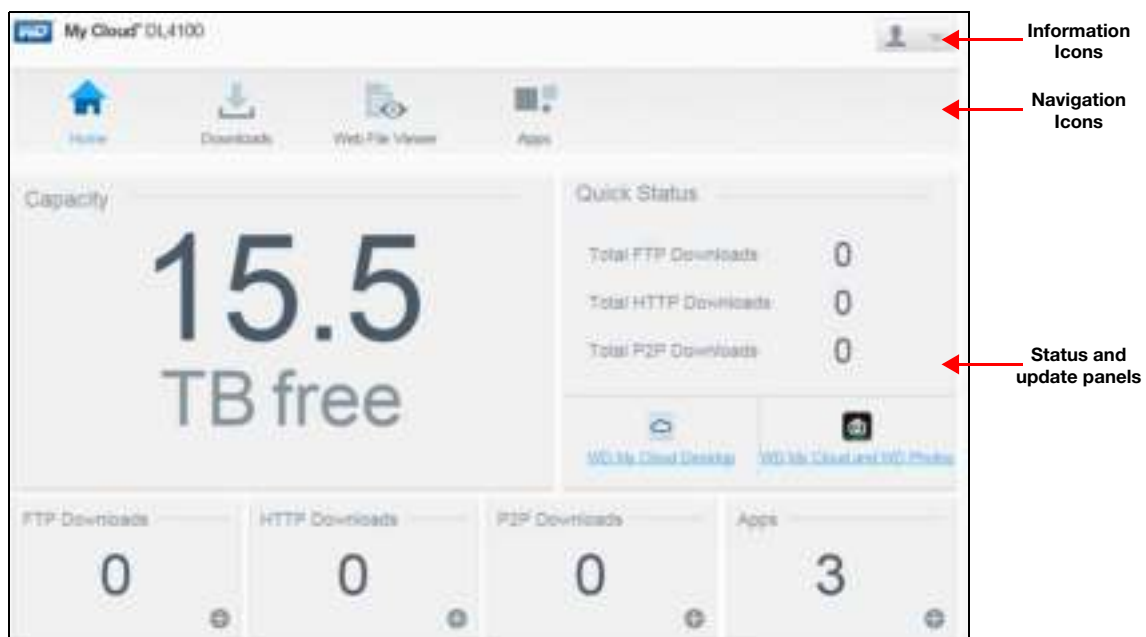 WD My Cloud™ DL4100
Information
Icons
Home
Downloads
Web File Viewer
Apps
Navigation
Icons
Capacity
15.5
TB free
Quick Status
Total FTP Downloads 0
Total HTTP Downloads 0
Total P2P Downloads 0
Status and
update panels
WD My Cloud Desktop
WD My Cloud and WD Photos
FTP Downloads
0
HTTP Downloads
0
P2P Downloads
0
Apps
3